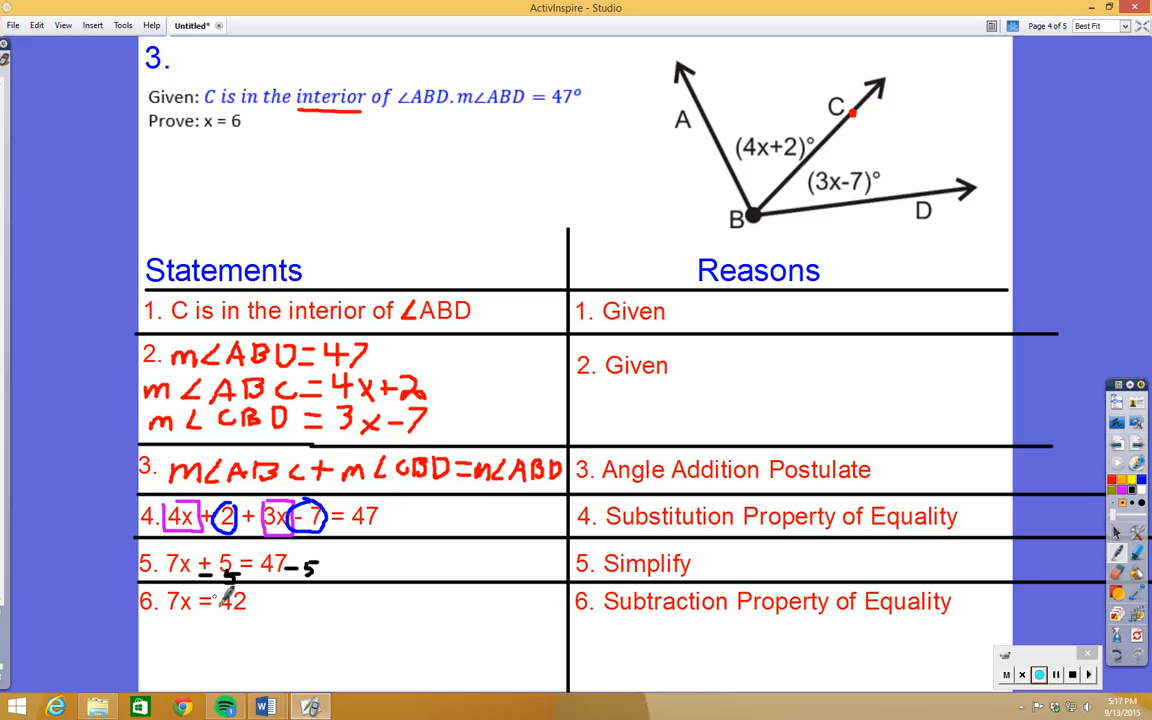 ActivInspire - Studio
File Edit View Insert Tools Help Untitled* Page 4 of 5 Best Fit
3.
Given: C is in the interior of ∠ABD. m∠ABD = 47°
Prove: x = 6
A
C
(4x+2)°
(3x-7)°
B
D
Statements
Reasons
1. C is in the interior of ∠ABD
1. Given
2. m∠ABD=47
m∠ABC=4x+2
m∠CBD=3x-7
2. Given
3. m∠ABC+m∠CBD=m∠ABD
3. Angle Addition Postulate
4. 4x + 2 + 3x - 7 = 47
4. Substitution Property of Equality
5. 7x + 5 = 47 -5
- 5
5. Simplify
6. 7x = 42
6. Subtraction Property of Equality
M
5:17 PM
9/13/2015